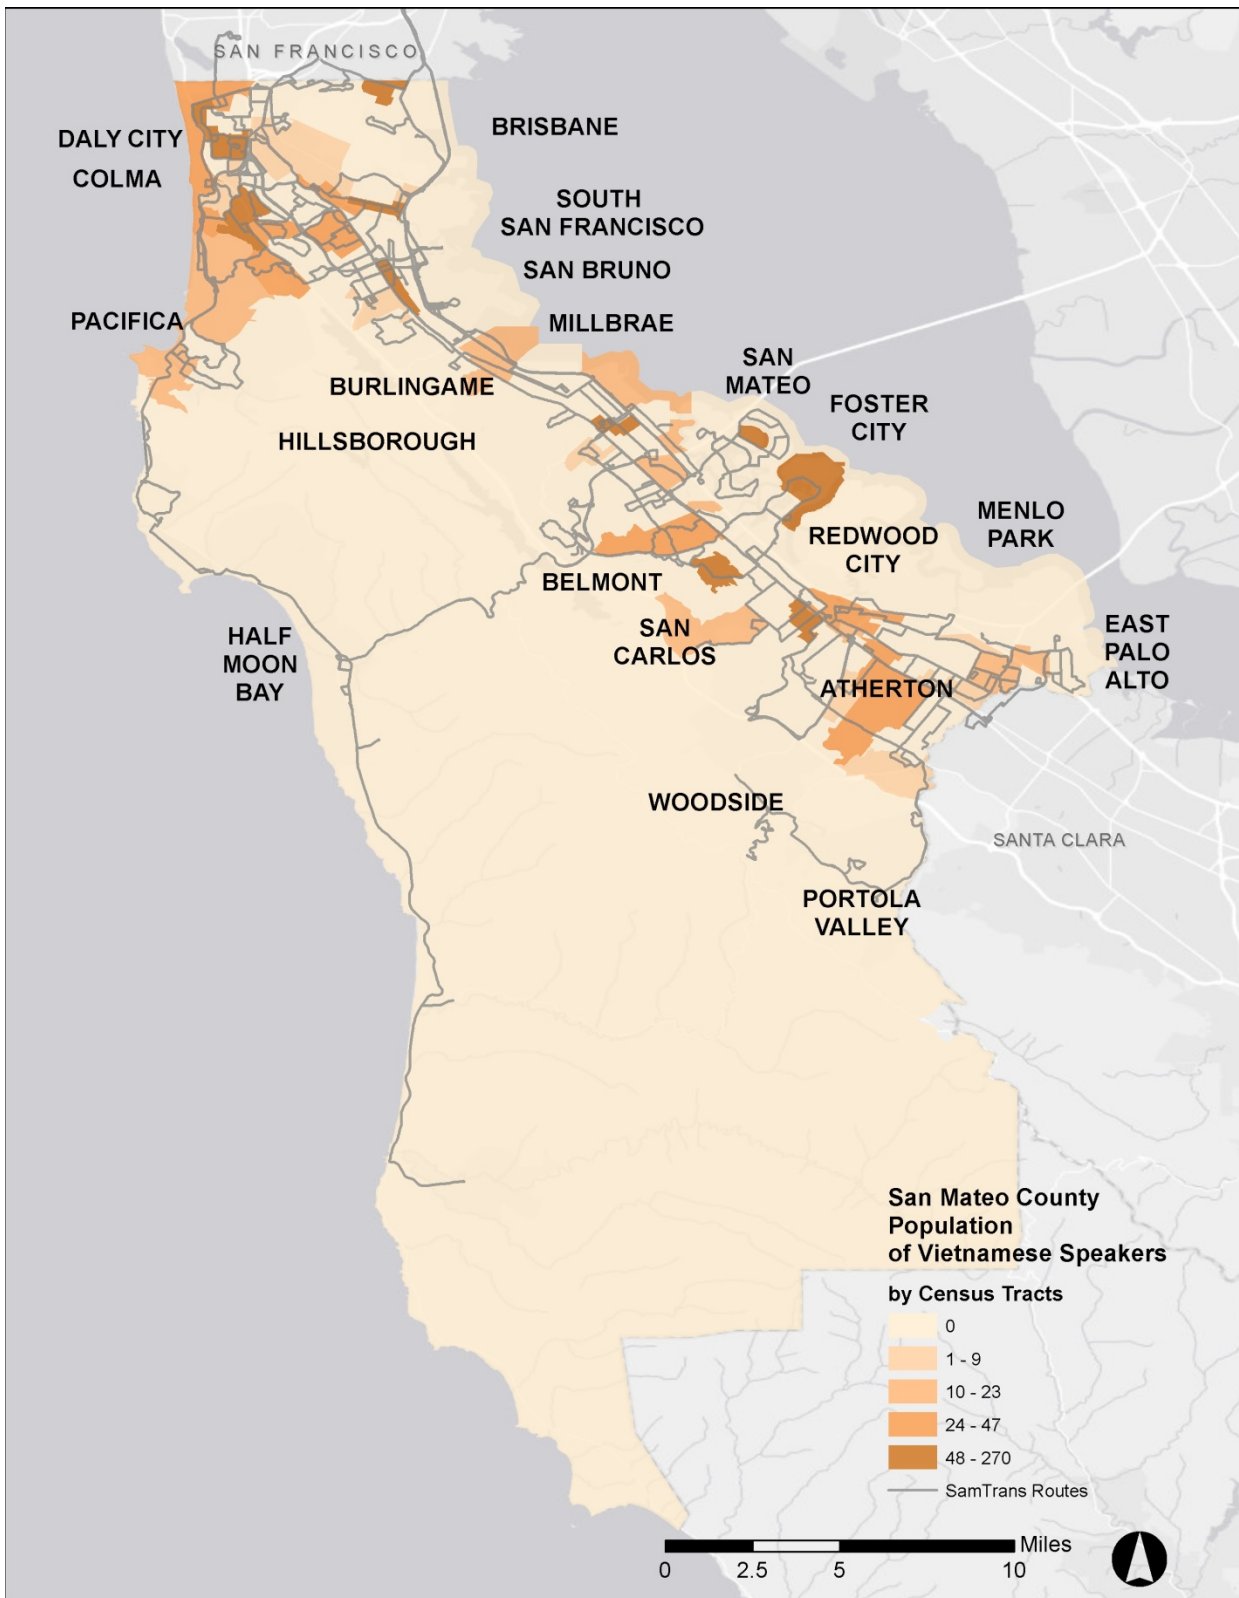 SAN FRANCISCO
BRISBANE
DALY CITY
COLMA
SOUTH
SAN FRANCISCO
SAN BRUNO
PACIFICA
MILLBRAE
SAN
MATEO
BURLINGAME
FOSTER
CITY
HILLSBOROUGH
MENLO
PARK
REDWOOD
CITY
BELMONT
HALF
MOON
BAY
SAN
CARLOS
EAST
PALO
ALTO
ATHERTON
WOODSIDE
SANTA CLARA
PORTOLA
VALLEY
San Mateo County
Population
of Vietnamese Speakers
by Census Tracts
0
1 - 9
10 - 23
24 - 47
48 - 270
SamTrans Routes
Miles
0 2.5 5 10